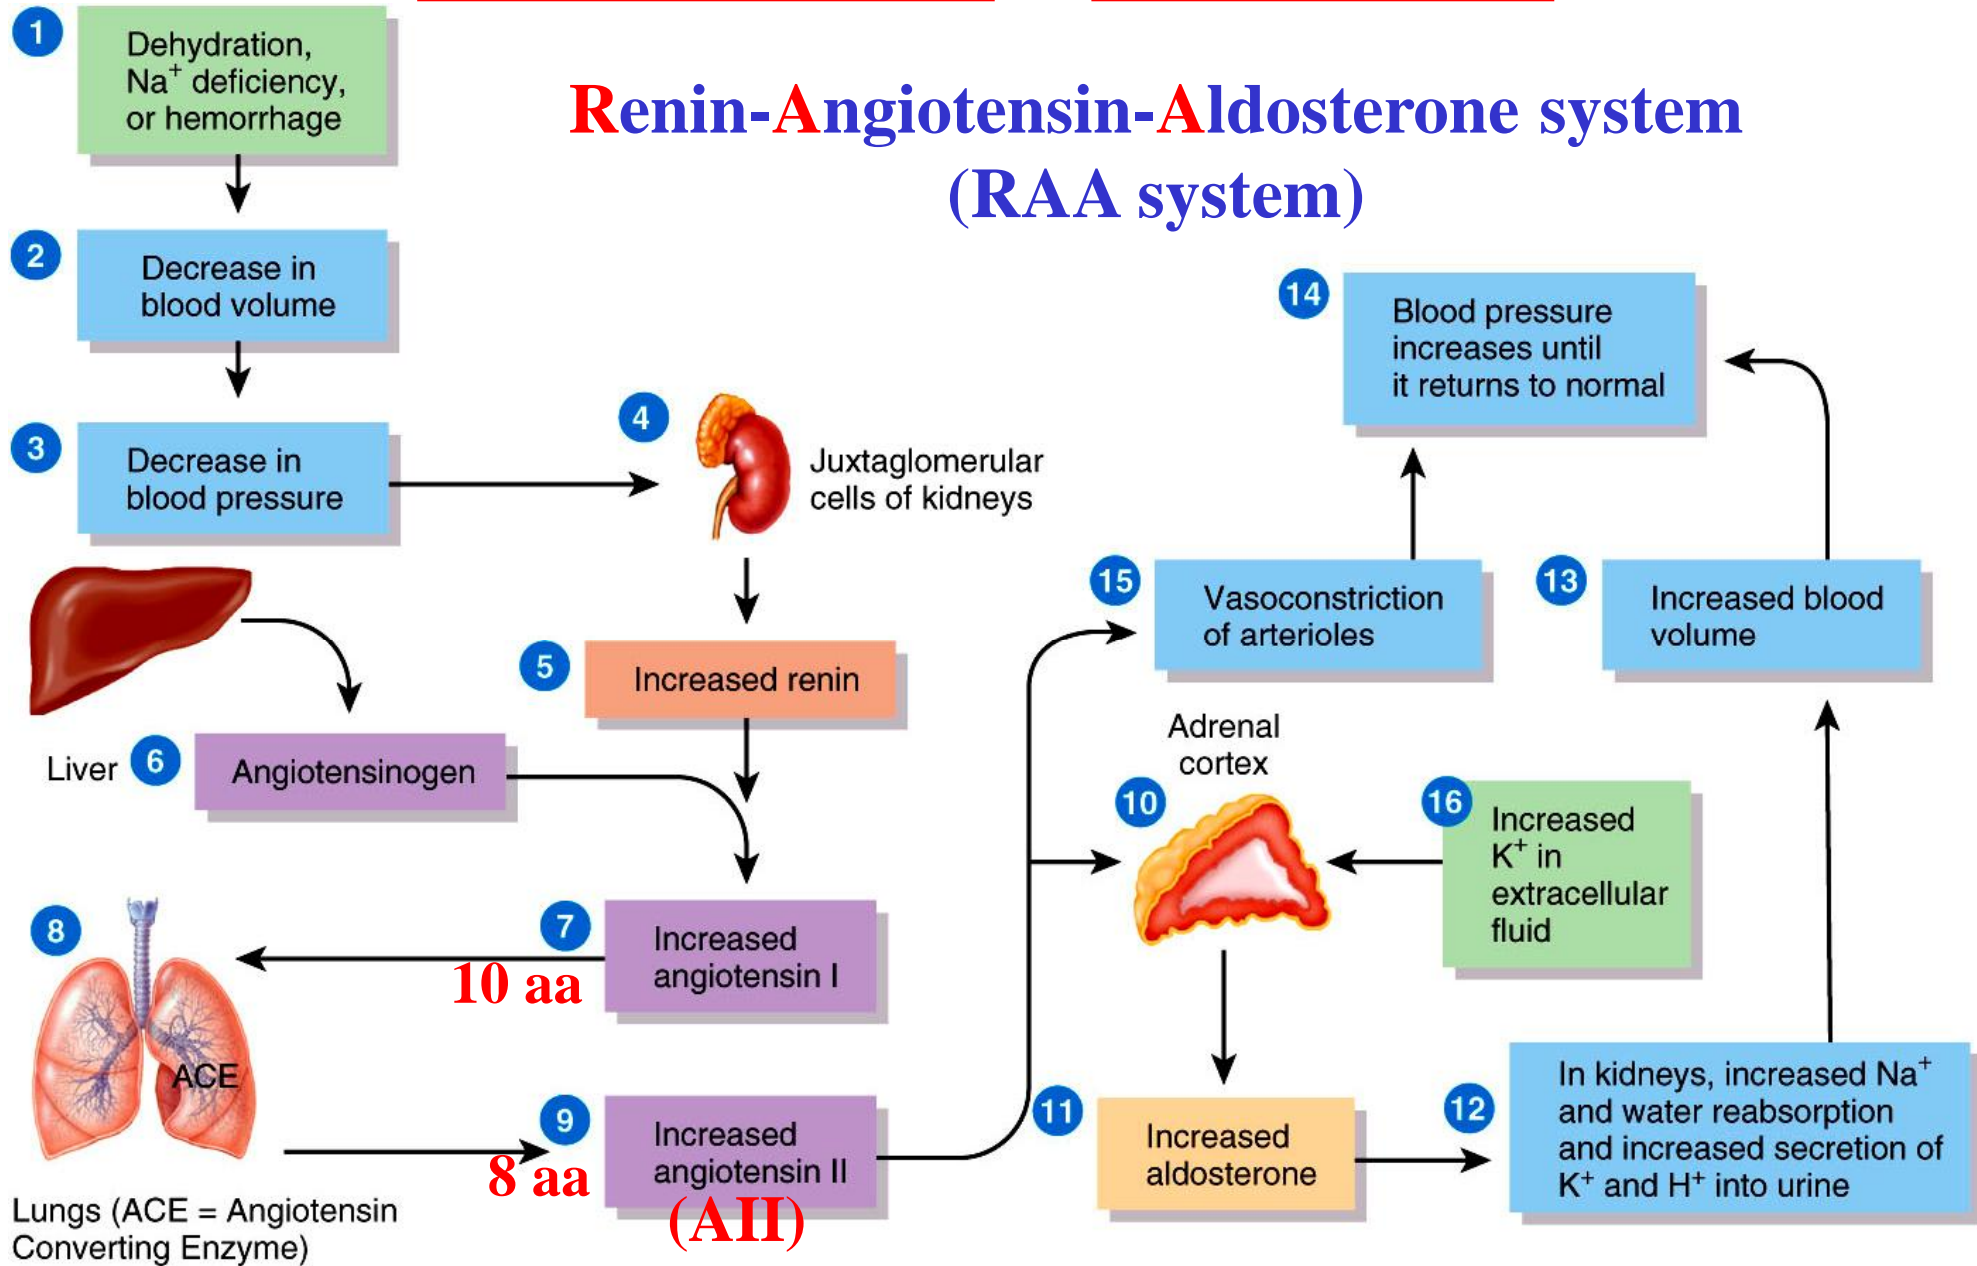 Renin-Angiotensin-Aldosterone system
(RAA system)
1
Dehydration,
Na⁺ deficiency,
or hemorrhage
2
Decrease in
blood volume
3
Decrease in
blood pressure
4
Juxtaglomerular
cells of kidneys
5
Increased renin
Liver
6
Angiotensinogen
7
Increased
angiotensin I
10 aa
8
ACE
Lungs (ACE = Angiotensin
Converting Enzyme)
9
Increased
angiotensin II
8 aa
(AII)
10
Adrenal
cortex
11
Increased
aldosterone
12
In kidneys, increased Na⁺
and water reabsorption
and increased secretion of
K⁺ and H⁺ into urine
13
Increased blood
volume
14
Blood pressure
increases until
it returns to normal
15
Vasoconstriction
of arterioles
16
Increased
K⁺ in
extracellular
fluid